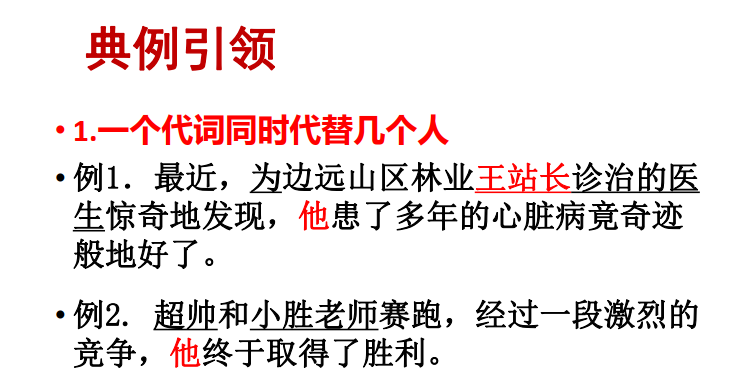 典例引领
• 1.一个代词同时代替几个人
• 例1．最近，为边远山区林业王站长诊治的医
生惊奇地发现，他患了多年的心脏病竟奇迹
般地好了。
• 例2．超帅和小胜老师赛跑，经过一段激烈的
竞争，他终于取得了胜利。